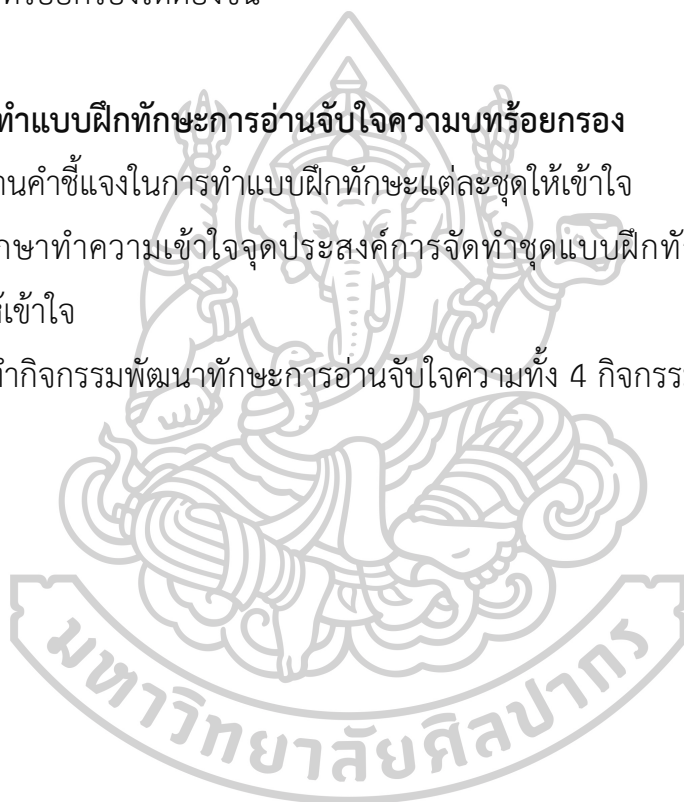 ทำแบบฝึกทักษะการอ่านจับใจความบทร้อยกรอง
านคำชี้แจงในการทำแบบฝึกทักษะแต่ละชุดให้เข้าใจ
กษาทำความเข้าใจจุดประสงค์การจัดทำชุดแบบฝึกทั
ห้เข้าใจ
ทำกิจกรรมพัฒนาทักษะการอ่านจับใจความทั้ง 4 กิจกรร
มหาวิทยาลัยศิลปากร